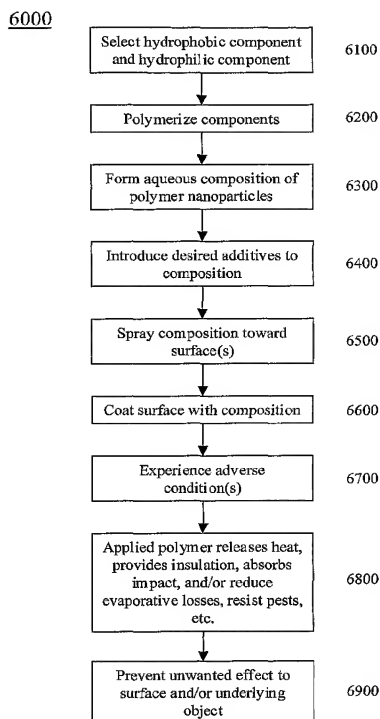 6000
Select hydrophobic component
and hydrophilic component
6100
Polymerize components
6200
Form aqueous composition of
polymer nanoparticles
6300
Introduce desired additives to
composition
6400
Spray composition toward
surface(s)
6500
Coat surface with composition
6600
Experience adverse
condition(s)
6700
Applied polymer releases heat,
provides insulation, absorbs
impact, and/or reduce
evaporative losses, resist pests,
etc.
6800
Prevent unwanted effect to
surface and/or underlying
object
6900